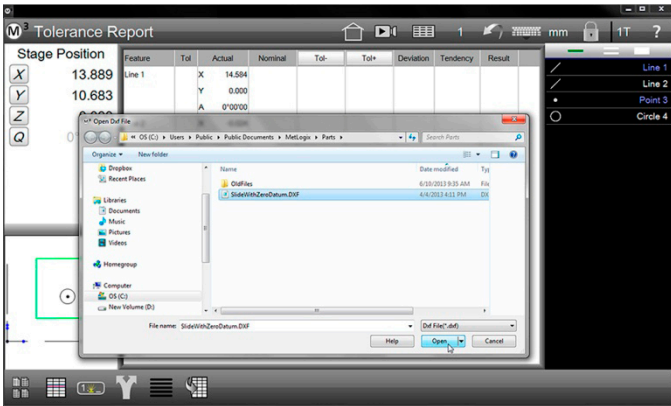 M³ Tolerance Report
1
mm
1T
?
Stage Position
X 13.889
Y 10.683
Z
Q
Feature Tol Actual Nominal Tol- Tol+ Deviation Tendency Result
Line 1 X 14.584
Y 0.000
A 0°00'00
Line 1
Line 2
Point 3
Circle 4
Open Dxf File
« OS (C:) ▸ Users ▸ Public ▸ Public Documents ▸ MetLogix ▸ Parts ▸
Search Parts
Organize ▾ New folder
Dropbox
Recent Places
Libraries
Documents
Music
Pictures
Videos
Homegroup
Computer
OS (C:)
New Volume (D:)
Name Date modified Typ
OldFiles 6/10/2013 9:35 AM File
SlideWithZeroDatum.DXF 4/4/2013 4:11 PM DX
File name: SlideWithZeroDatum.DXF
Dxf File(*.dxf)
Help Open Cancel